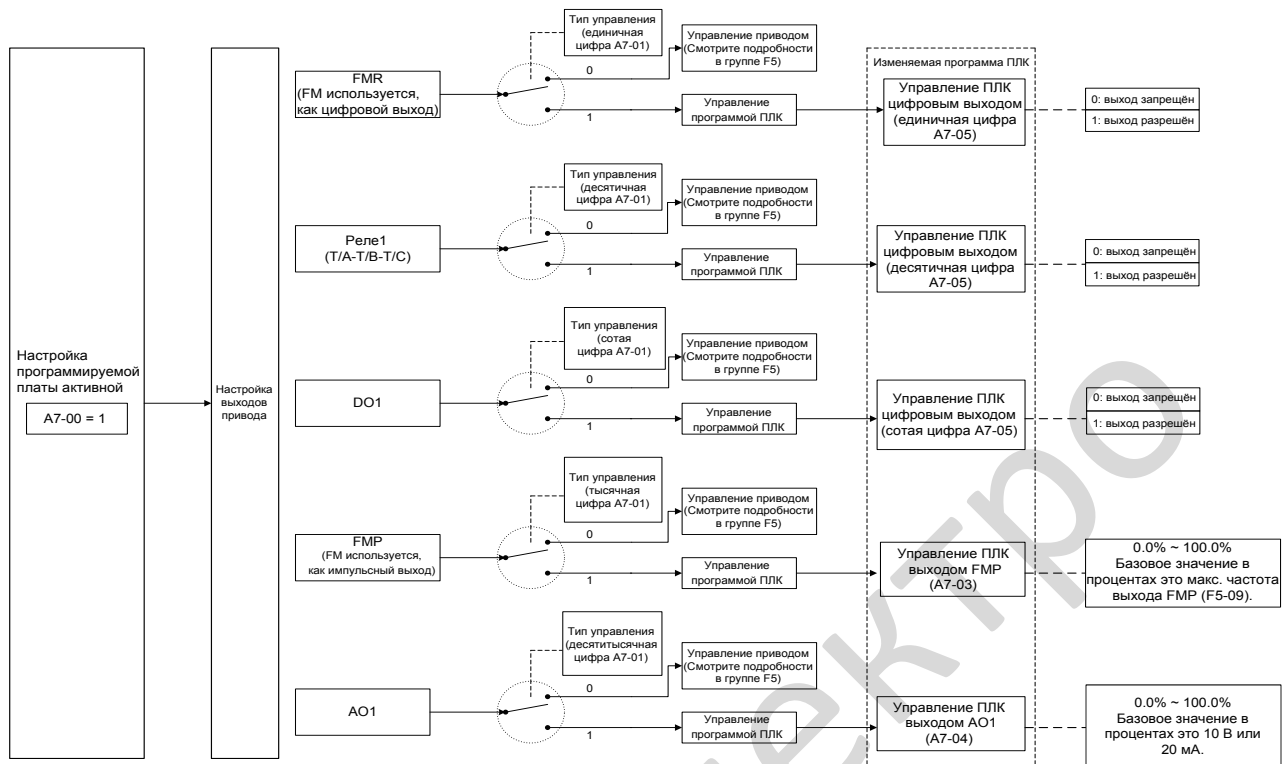 Настройка
программируемой
платы активной
A7-00 = 1
Настройка
выходов
привода
FMR
(FM используется,
как цифровой выход)
Тип управления
(единичная
цифра A7-01)
0
1
Управление приводом
(Смотрите подробности
в группе F5)
Управление
программой ПЛК
Изменяемая программа ПЛК
Управление ПЛК
цифровым выходом
(единичная цифра
A7-05)
0: выход запрещён
1: выход разрешён
Реле1
(T/A-T/B-T/C)
Тип управления
(десятичная
цифра A7-01)
0
1
Управление приводом
(Смотрите подробности
в группе F5)
Управление
программой ПЛК
Управление ПЛК
цифровым выходом
(десятичная цифра
A7-05)
0: выход запрещён
1: выход разрешён
DO1
Тип управления
(сотая
цифра A7-01)
0
1
Управление приводом
(Смотрите подробности
в группе F5)
Управление
программой ПЛК
Управление ПЛК
цифровым выходом
(сотая цифра A7-05)
0: выход запрещён
1: выход разрешён
FMP
(FM используется,
как импульсный выход)
Тип управления
(тысячная
цифра A7-01)
0
1
Управление приводом
(Смотрите подробности
в группе F5)
Управление
программой ПЛК
Управление ПЛК
выходом FMP
(A7-03)
0.0% ~ 100.0%
Базовое значение в
процентах это макс. частота
выхода FMP (F5-09).
AO1
Тип управления
(десятитысячная
цифра A7-01)
0
1
Управление приводом
(Смотрите подробности
в группе F5)
Управление
программой ПЛК
Управление ПЛК
выходом AO1
(A7-04)
0.0% ~ 100.0%
Базовое значение в
процентах это 10 В или
20 мА.
ектро